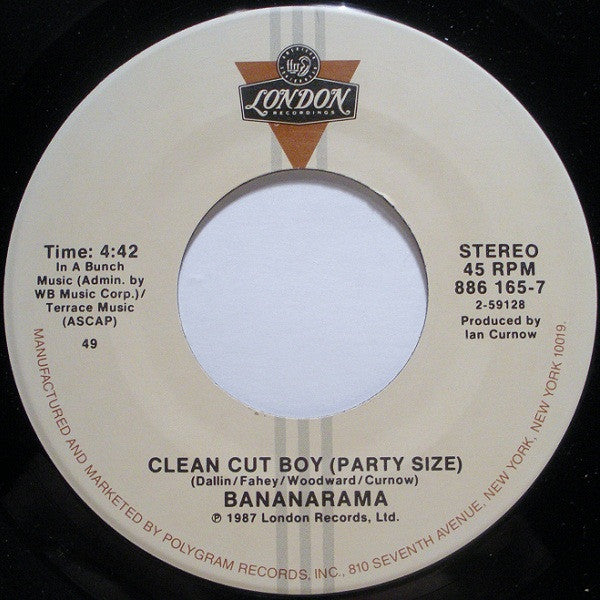 LONDON
RECORDINGS
Time: 4:42
In A Bunch
Music (Admin. by
WB Music Corp.)/
Terrace Music
(ASCAP)
49
STEREO
45 RPM
886 165-7
2-59128
Produced by
Ian Curnow
CLEAN CUT BOY (PARTY SIZE)
(Dallin/Fahey/Woodward/Curnow)
BANANARAMA
℗ 1987 London Records, Ltd.
MANUFACTURED AND MARKETED BY POLYGRAM RECORDS, INC., 810 SEVENTH AVENUE, NEW YORK, NEW YORK 10019